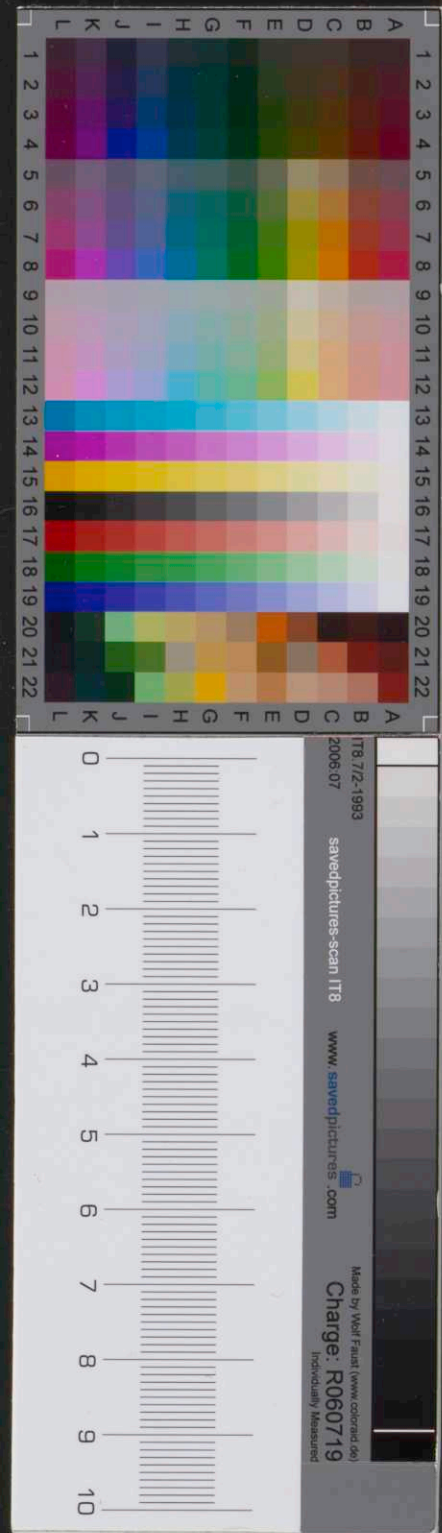 L K J I H G F E D C B A
1 2 3 4 5 6 7 8 9 10 11 12 13 14 15 16 17 18 19 20 21 22
1 2 3 4 5 6 7 8 9 10 11 12 13 14 15 16 17 18 19 20 21 22
L K J I H G F E D C B A
IT8.7/2-1993
2006:07
savedpictures-scan IT8
www.savedpictures.com
Made by Wolf Faust (www.coloraid.de)
Charge: R060719
Individually Measured
0 1 2 3 4 5 6 7 8 9 10